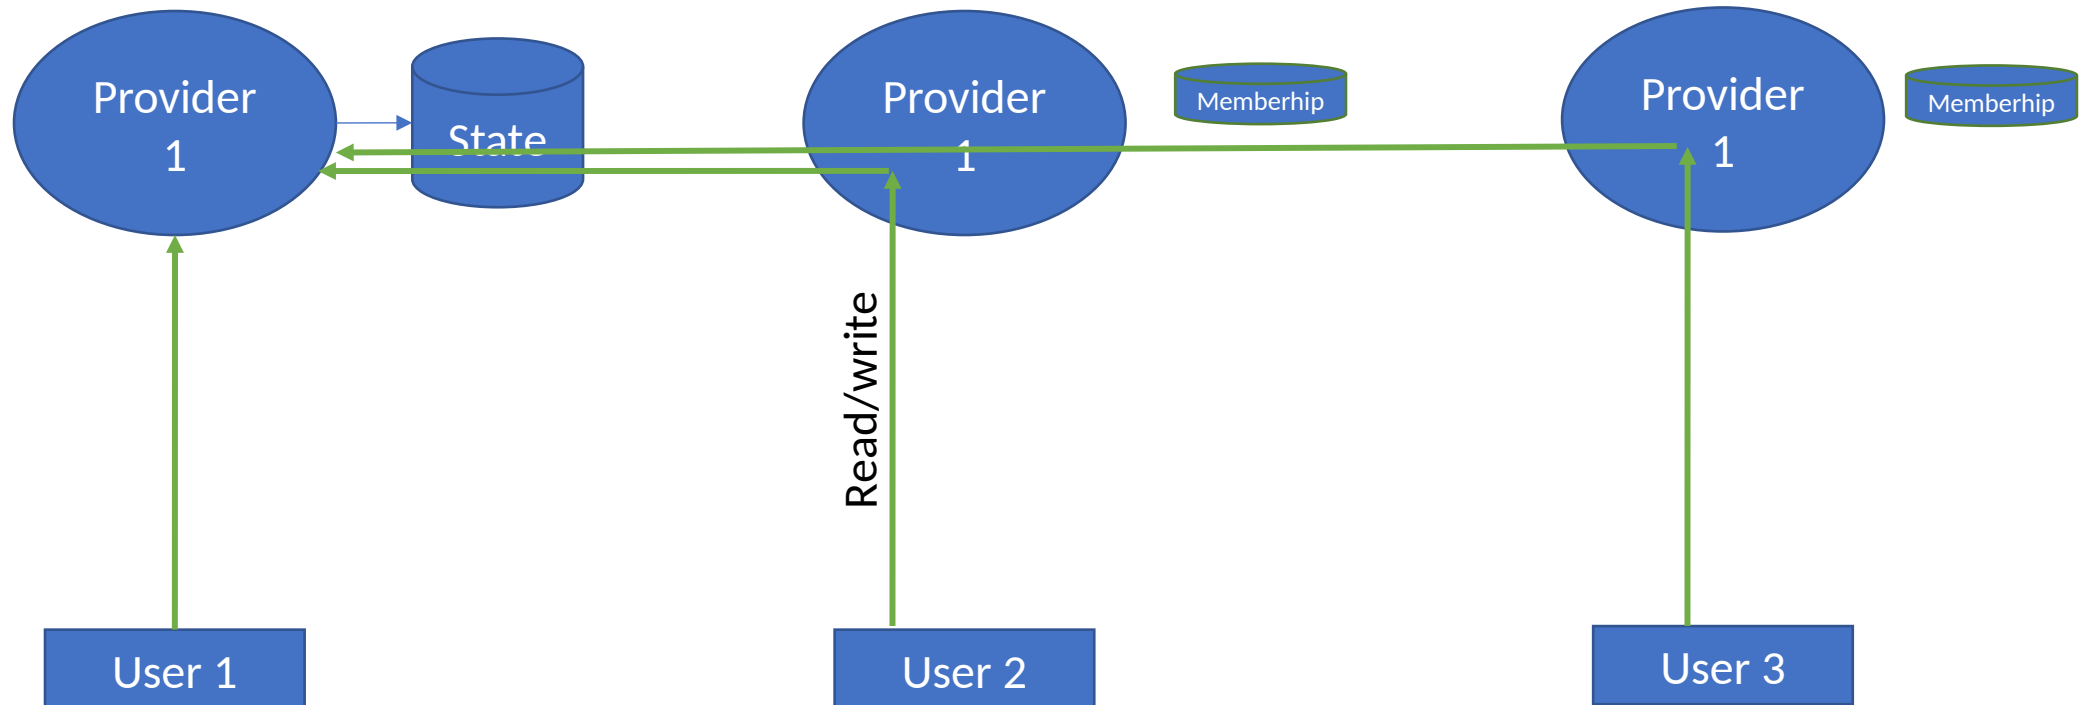 Provider
1
State
Provider
1
Memberhip
Provider
1
Memberhip
Read/write
User 1
User 2
User 3